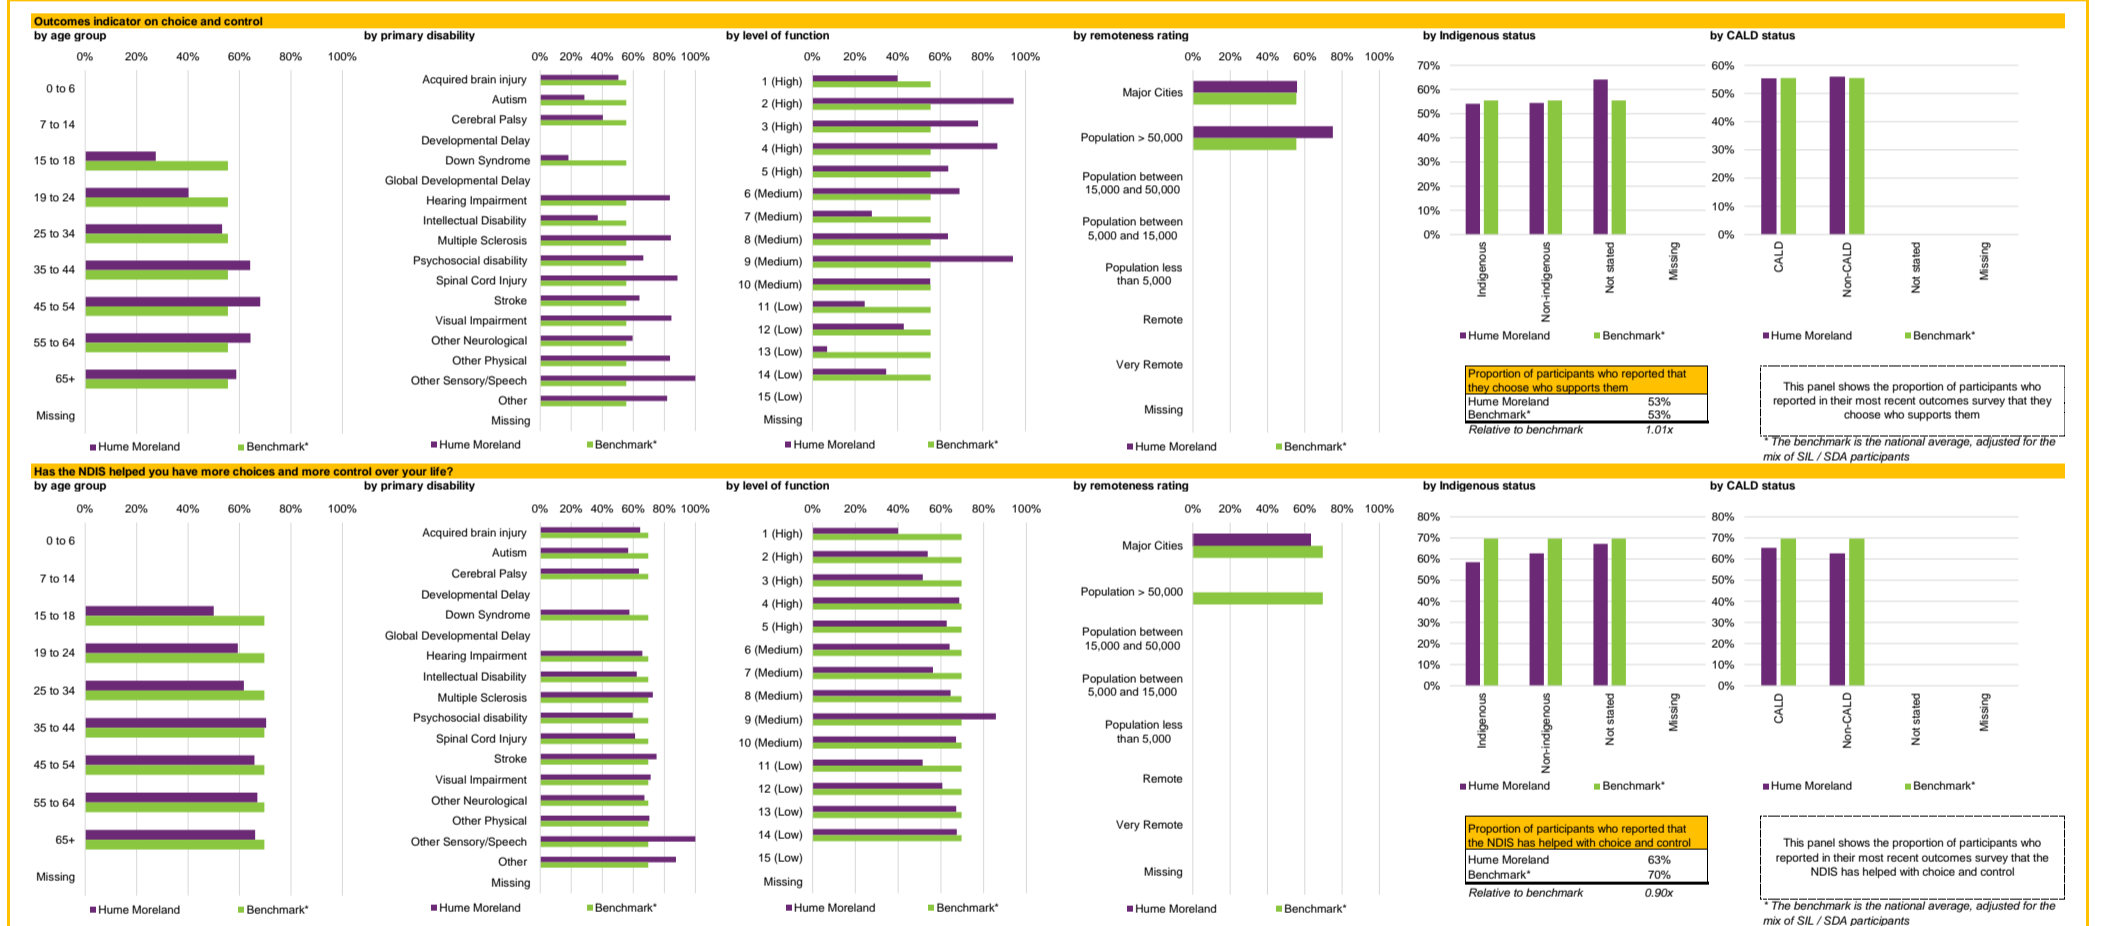 Outcomes indicator on choice and control
by age group
0% 20% 40% 60% 80% 100%
0 to 6
7 to 14
15 to 18
19 to 24
25 to 34
35 to 44
45 to 54
55 to 64
65+
Missing
Hume Moreland Benchmark*
by primary disability
0% 20% 40% 60% 80% 100%
Acquired brain injury
Autism
Cerebral Palsy
Developmental Delay
Down Syndrome
Global Developmental Delay
Hearing Impairment
Intellectual Disability
Multiple Sclerosis
Psychosocial disability
Spinal Cord Injury
Stroke
Visual Impairment
Other Neurological
Other Physical
Other Sensory/Speech
Other
Missing
Hume Moreland Benchmark*
by level of function
0% 20% 40% 60% 80% 100%
1 (High)
2 (High)
3 (High)
4 (High)
5 (High)
6 (Medium)
7 (Medium)
8 (Medium)
9 (Medium)
10 (Medium)
11 (Low)
12 (Low)
13 (Low)
14 (Low)
15 (Low)
Missing
Hume Moreland Benchmark*
by remoteness rating
0% 20% 40% 60% 80% 100%
Major Cities
Population > 50,000
Population between
15,000 and 50,000
Population between
5,000 and 15,000
Population less
than 5,000
Remote
Very Remote
Missing
Hume Moreland Benchmark*
by Indigenous status
70%
60%
50%
40%
30%
20%
10%
0%
Indigenous
Non-indigenous
Not stated
Missing
Hume Moreland Benchmark*
by CALD status
60%
50%
40%
30%
20%
10%
0%
CALD
Non-CALD
Not stated
Missing
Hume Moreland Benchmark*
Proportion of participants who reported that
they choose who supports them
Hume Moreland 53%
Benchmark* 53%
Relative to benchmark 1.01x
This panel shows the proportion of participants who
reported in their most recent outcomes survey that they
choose who supports them
* The benchmark is the national average, adjusted for the
mix of SIL / SDA participants
Has the NDIS helped you have more choices and more control over your life?
by age group
0% 20% 40% 60% 80% 100%
0 to 6
7 to 14
15 to 18
19 to 24
25 to 34
35 to 44
45 to 54
55 to 64
65+
Missing
Hume Moreland Benchmark*
by primary disability
0% 20% 40% 60% 80% 100%
Acquired brain injury
Autism
Cerebral Palsy
Developmental Delay
Down Syndrome
Global Developmental Delay
Hearing Impairment
Intellectual Disability
Multiple Sclerosis
Psychosocial disability
Spinal Cord Injury
Stroke
Visual Impairment
Other Neurological
Other Physical
Other Sensory/Speech
Other
Missing
Hume Moreland Benchmark*
by level of function
0% 20% 40% 60% 80% 100%
1 (High)
2 (High)
3 (High)
4 (High)
5 (High)
6 (Medium)
7 (Medium)
8 (Medium)
9 (Medium)
10 (Medium)
11 (Low)
12 (Low)
13 (Low)
14 (Low)
15 (Low)
Missing
Hume Moreland Benchmark*
by remoteness rating
0% 20% 40% 60% 80% 100%
Major Cities
Population > 50,000
Population between
15,000 and 50,000
Population between
5,000 and 15,000
Population less
than 5,000
Remote
Very Remote
Missing
Hume Moreland Benchmark*
by Indigenous status
80%
70%
60%
50%
40%
30%
20%
10%
0%
Indigenous
Non-indigenous
Not stated
Missing
Hume Moreland Benchmark*
by CALD status
80%
70%
60%
50%
40%
30%
20%
10%
0%
CALD
Non-CALD
Not stated
Missing
Hume Moreland Benchmark*
Proportion of participants who reported that
the NDIS has helped with choice and control
Hume Moreland 63%
Benchmark* 70%
Relative to benchmark 0.90x
This panel shows the proportion of participants who
reported in their most recent outcomes survey that the
NDIS has helped with choice and control
* The benchmark is the national average, adjusted for the
mix of SIL / SDA participants